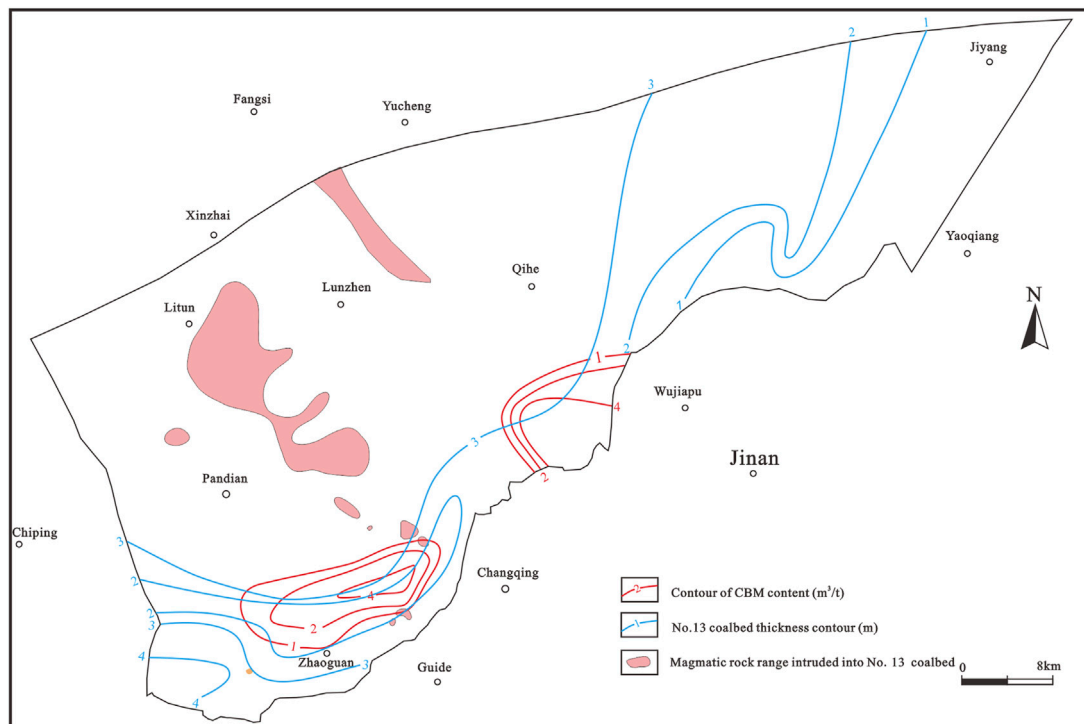 1
2
Jiyang
3
Fangsi
Yucheng
Xinzhai
Yaoqiang
Qihe
Lunzhen
1
N
Litun
2
1
Wujiapu
4
3
Jinan
2
Pandian
Chiping
3
Changqing
2
4
2 Contour of CBM content (m³/t)
2
3
2
1 No.13 coalbed thickness contour (m)
1
4
Zhaoguan
3
Guide
Magmatic rock range intruded into No. 13 coalbed
0 8km
4